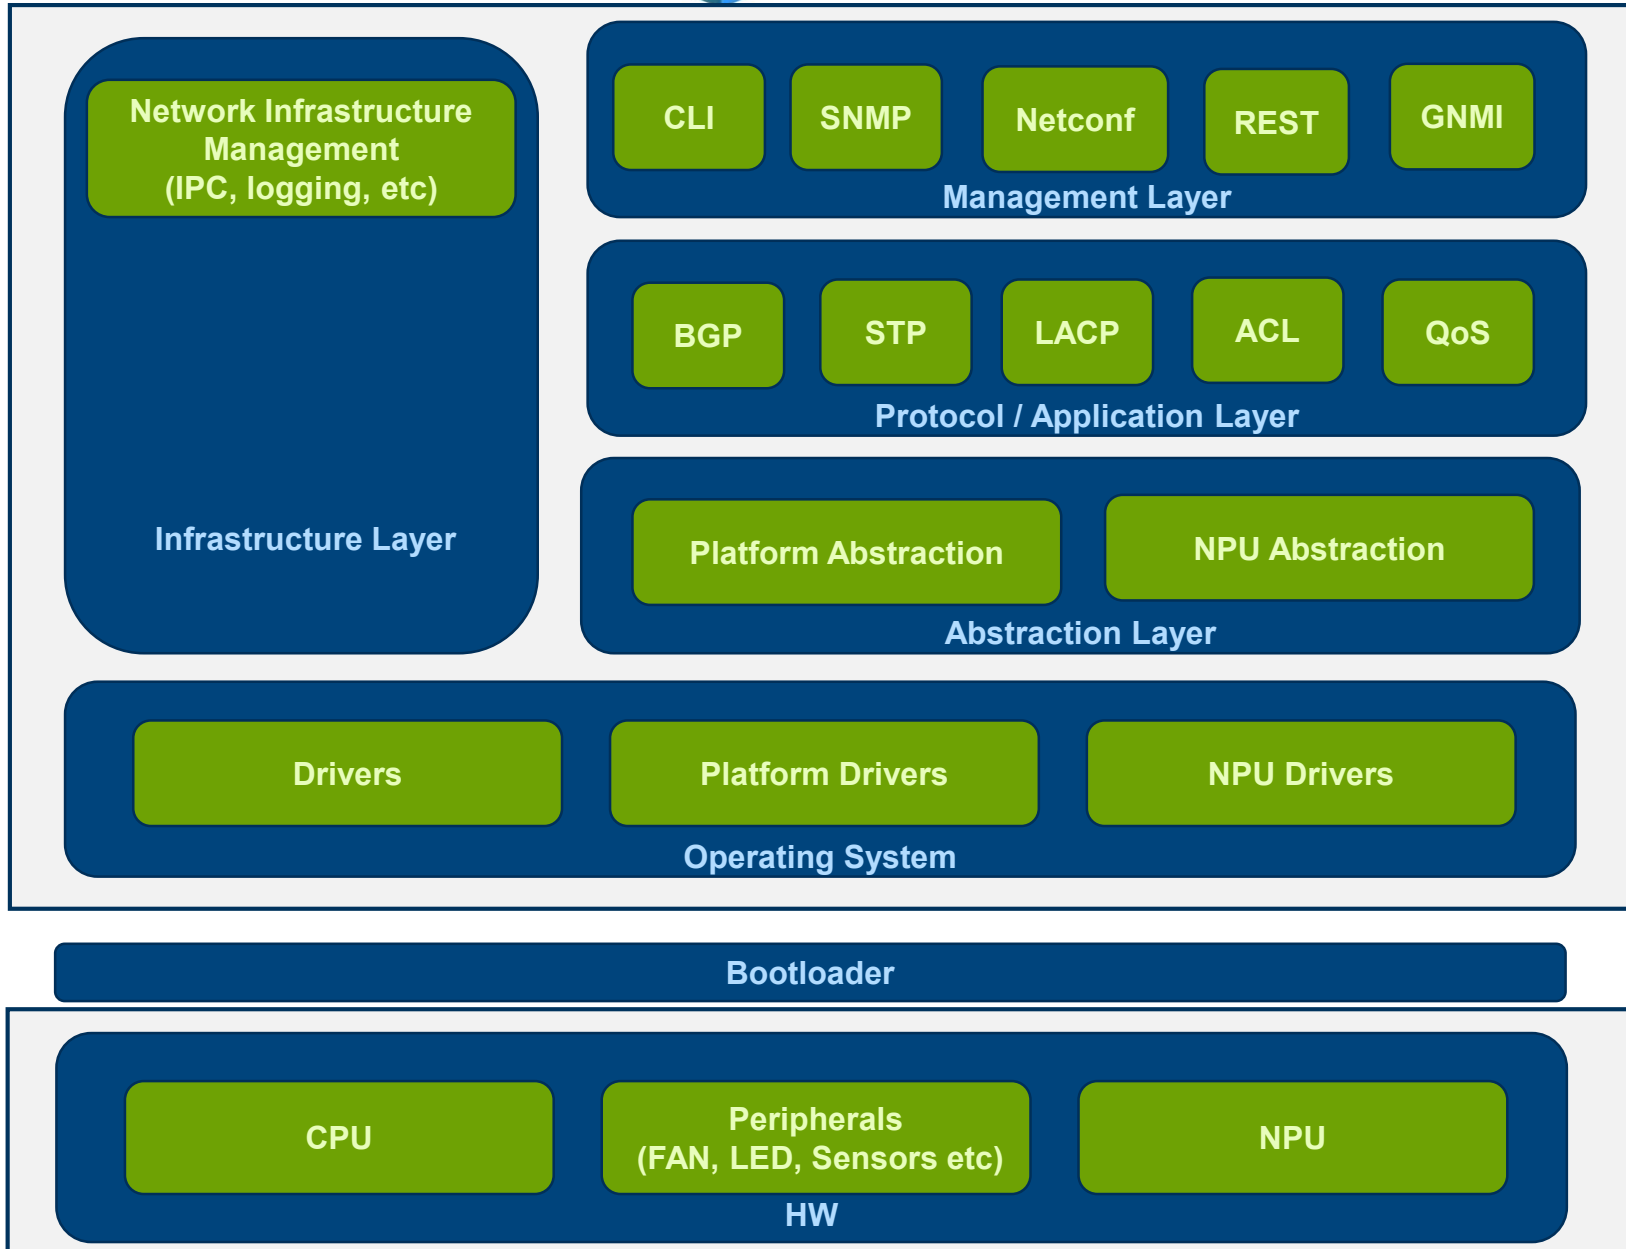 Network Infrastructure
Management
(IPC, logging, etc)
Infrastructure Layer
CLI
SNMP
Netconf
REST
GNMI
Management Layer
BGP
STP
LACP
ACL
QoS
Protocol / Application Layer
Platform Abstraction
NPU Abstraction
Abstraction Layer
Drivers
Platform Drivers
NPU Drivers
Operating System
Bootloader
CPU
Peripherals
(FAN, LED, Sensors etc)
NPU
HW